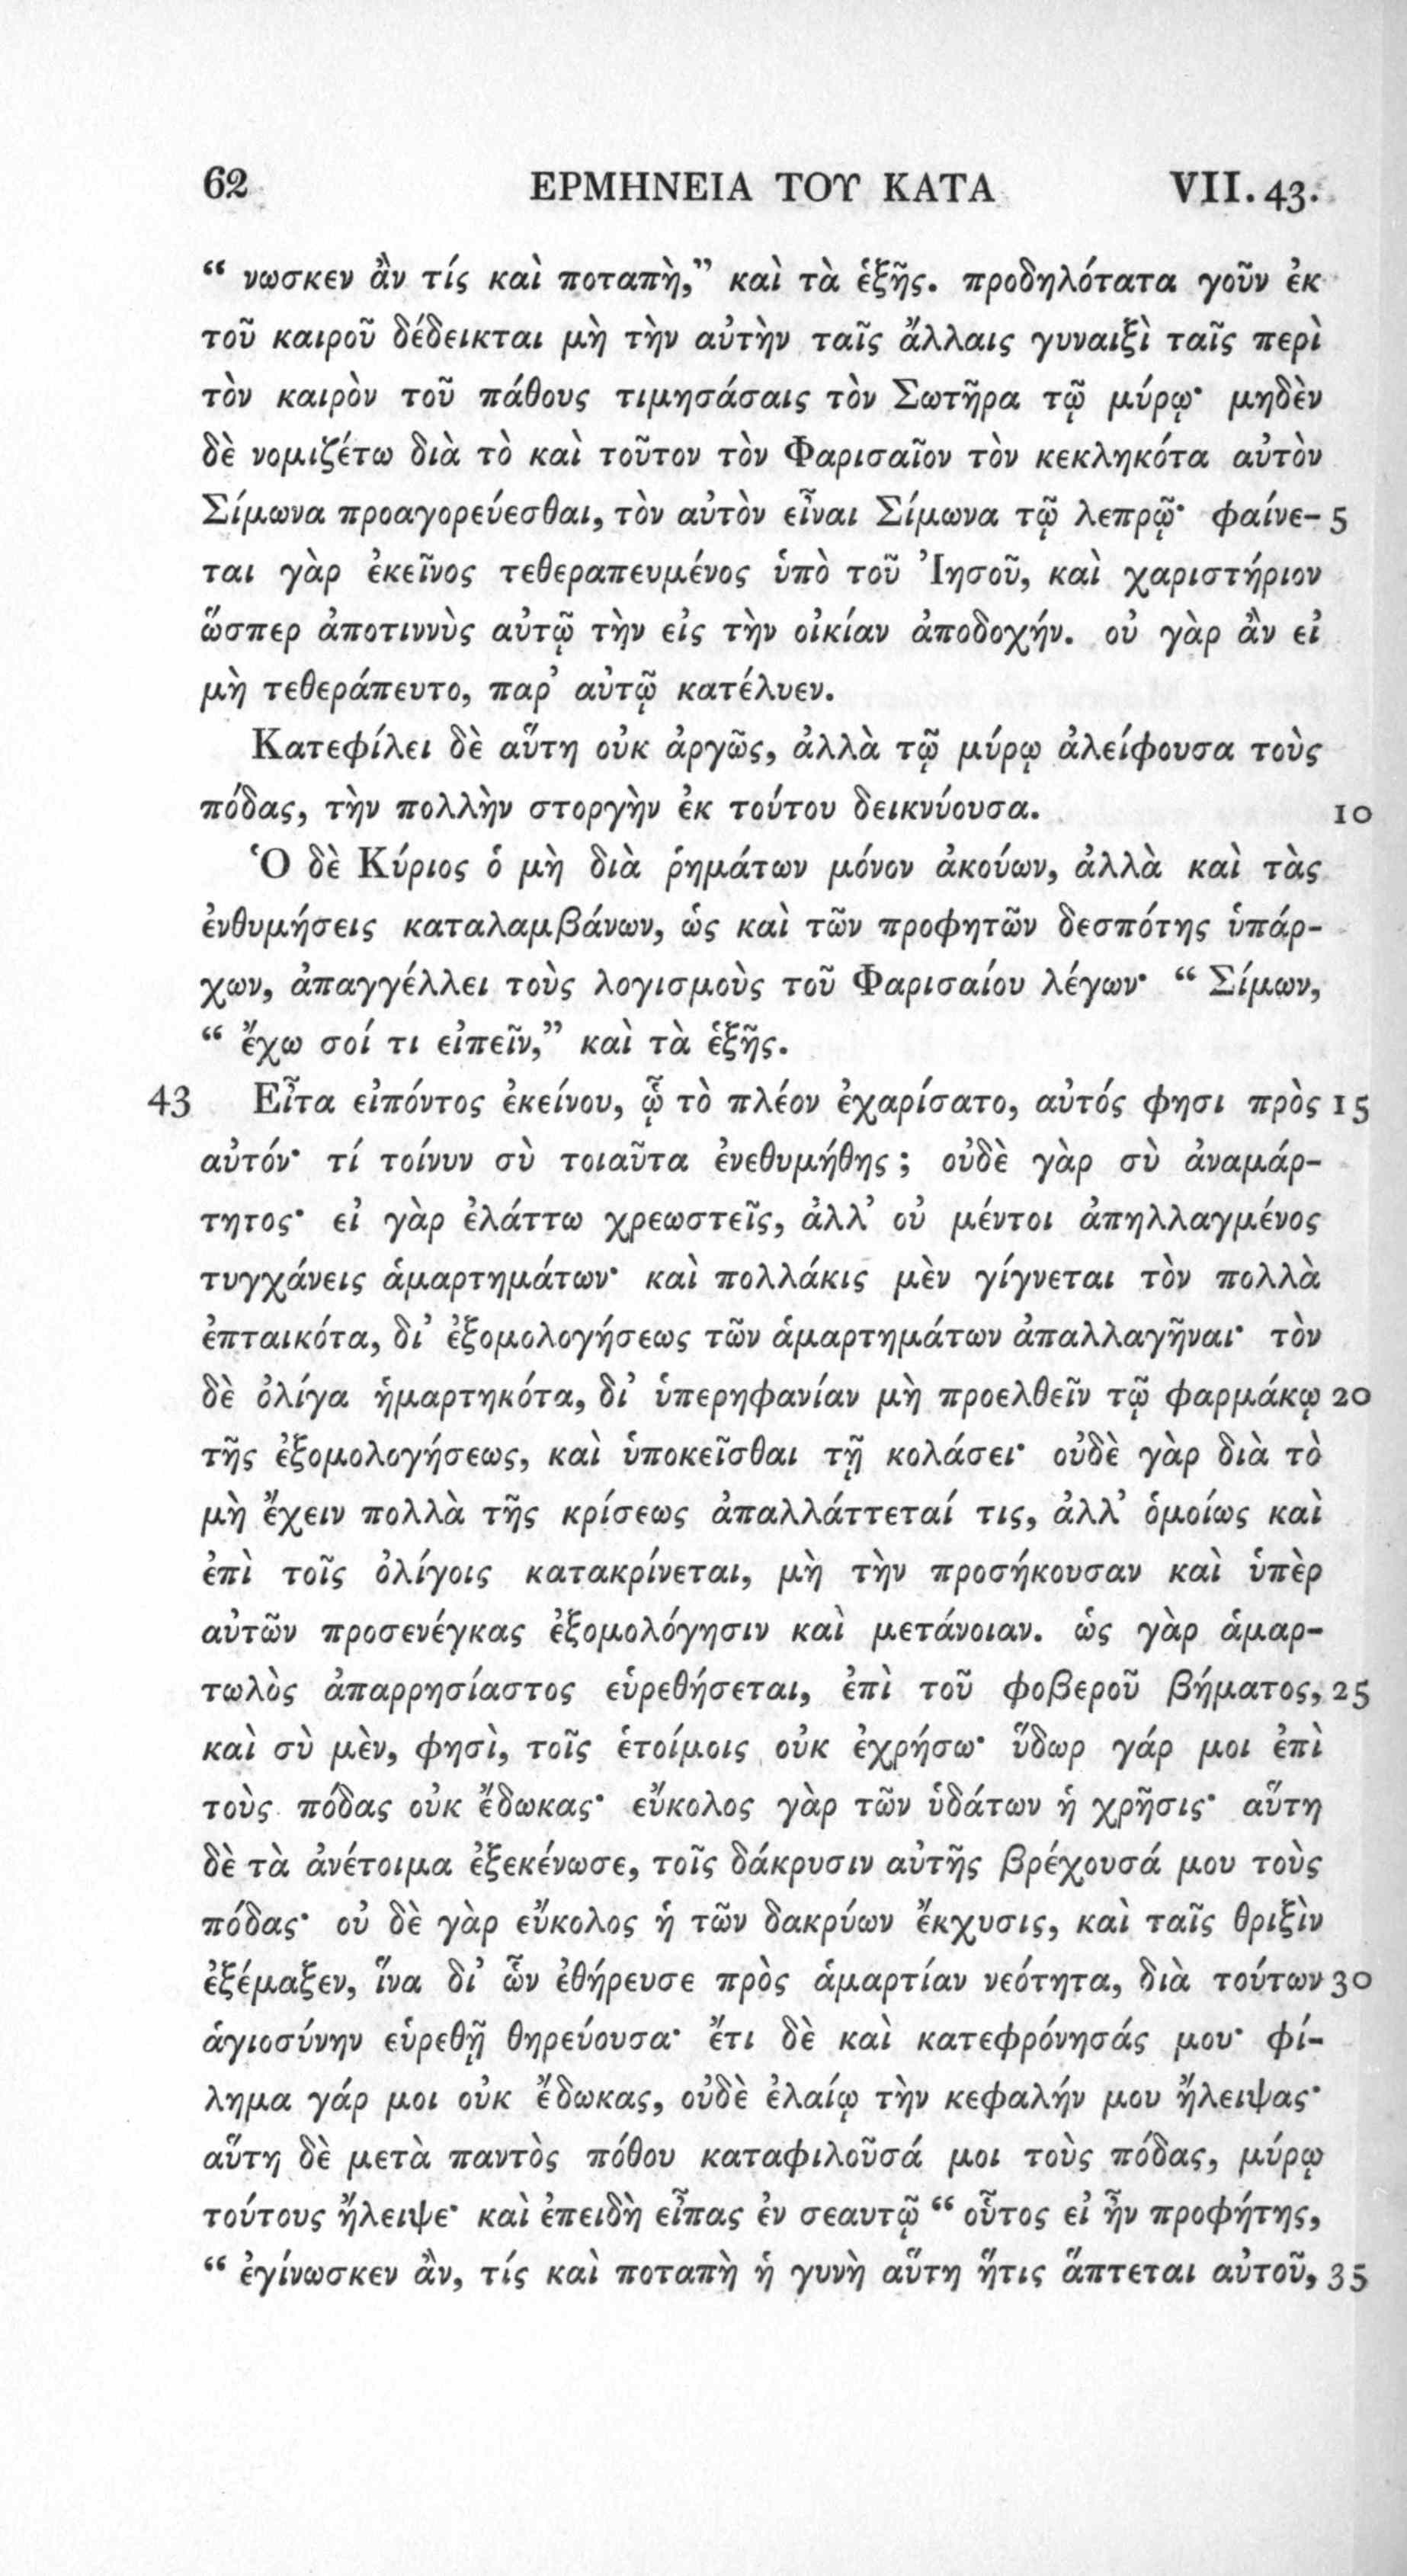 62 ΕΡΜΗΝΕΙΑ ΤΟΥ ΚΑΤΑ VII. 43.
“ νωσκεν ἂν τίς καὶ ποταπὴ,” καὶ τὰ ἑξῆς. προδηλότατα γοῦν ἐκ
τοῦ καιροῦ δέδεικται μὴ τὴν αὐτὴν ταῖς ἄλλαις γυναιξὶ ταῖς περὶ
τὸν καιρὸν τοῦ πάθους τιμησάσαις τὸν Σωτῆρα τῷ μύρῳ· μηδὲν
δὲ νομιζέτω διὰ τὸ καὶ τοῦτον τὸν Φαρισαῖον τὸν κεκληκότα αὐτὸν
Σίμωνα προαγορεύεσθαι, τὸν αὐτὸν εἶναι Σίμωνα τῷ λεπρῷ· φαίνε- 5
ται γὰρ ἐκεῖνος τεθεραπευμένος ὑπὸ τοῦ Ἰησοῦ, καὶ χαριστήριον
ὥσπερ ἀποτιννὺς αὐτῷ τὴν εἰς τὴν οἰκίαν ἀποδοχήν. οὐ γὰρ ἂν εἰ
μὴ τεθεράπευτο, παρ’ αὐτῷ κατέλυεν.
Κατεφίλει δὲ αὕτη οὐκ ἀργῶς, ἀλλὰ τῷ μύρῳ ἀλείφουσα τοὺς
πόδας, τὴν πολλὴν στοργὴν ἐκ τούτου δεικνύουσα. 10
Ὁ δὲ Κύριος ὁ μὴ διὰ ῥημάτων μόνον ἀκούων, ἀλλὰ καὶ τὰς
ἐνθυμήσεις καταλαμβάνων, ὡς καὶ τῶν προφητῶν δεσπότης ὑπάρ-
χων, ἀπαγγέλλει τοὺς λογισμοὺς τοῦ Φαρισαίου λέγων· “ Σίμων,
“ ἔχω σοί τι εἰπεῖν,” καὶ τὰ ἑξῆς.
43 Εἶτα εἰπόντος ἐκείνου, ᾧ τὸ πλέον ἐχαρίσατο, αὐτός φησι πρὸς 15
αὐτόν· τί τοίνυν σὺ τοιαῦτα ἐνεθυμήθης ; οὐδὲ γὰρ σὺ ἀναμάρ-
τητος· εἰ γὰρ ἐλάττω χρεωστεῖς, ἀλλ’ οὐ μέντοι ἀπηλλαγμένος
τυγχάνεις ἁμαρτημάτων· καὶ πολλάκις μὲν γίγνεται τὸν πολλὰ
ἐπταικότα, δι’ ἐξομολογήσεως τῶν ἁμαρτημάτων ἀπαλλαγῆναι· τὸν
δὲ ὀλίγα ἡμαρτηκότα, δι’ ὑπερηφανίαν μὴ προελθεῖν τῷ φαρμάκῳ 20
τῆς ἐξομολογήσεως, καὶ ὑποκεῖσθαι τῇ κολάσει· οὐδὲ γὰρ διὰ τὸ
μὴ ἔχειν πολλὰ τῆς κρίσεως ἀπαλλάττεταί τις, ἀλλ’ ὁμοίως καὶ
ἐπὶ τοῖς ὀλίγοις κατακρίνεται, μὴ τὴν προσήκουσαν καὶ ὑπὲρ
αὐτῶν προσενέγκας ἐξομολόγησιν καὶ μετάνοιαν. ὡς γὰρ ἁμαρ-
τωλὸς ἀπαρρησίαστος εὑρεθήσεται, ἐπὶ τοῦ φοβεροῦ βήματος, 25
καὶ σὺ μὲν, φησὶ, τοῖς ἑτοίμοις οὐκ ἐχρήσω· ὕδωρ γάρ μοι ἐπὶ
τοὺς πόδας οὐκ ἔδωκας· εὔκολος γὰρ τῶν ὑδάτων ἡ χρῆσις· αὕτη
δὲ τὰ ἀνέτοιμα ἐξεκένωσε, τοῖς δάκρυσιν αὐτῆς βρέχουσά μου τοὺς
πόδας· οὐ δὲ γὰρ εὔκολος ἡ τῶν δακρύων ἔκχυσις, καὶ ταῖς θριξὶν
ἐξέμαξεν, ἵνα δι’ ὧν ἐθήρευσε πρὸς ἁμαρτίαν νεότητα, διὰ τούτων 30
ἁγιοσύνην εὑρεθῇ θηρεύουσα· ἔτι δὲ καὶ κατεφρόνησάς μου· φί-
λημα γάρ μοι οὐκ ἔδωκας, οὐδὲ ἐλαίῳ τὴν κεφαλήν μου ἤλειψας·
αὕτη δὲ μετὰ παντὸς πόθου καταφιλοῦσά μοι τοὺς πόδας, μύρῳ
τούτους ἤλειψε· καὶ ἐπειδὴ εἶπας ἐν σεαυτῷ “ οὗτος εἰ ἦν προφήτης,
“ ἐγίνωσκεν ἂν, τίς καὶ ποταπὴ ἡ γυνὴ αὕτη ἥτις ἅπτεται αὐτοῦ, 35